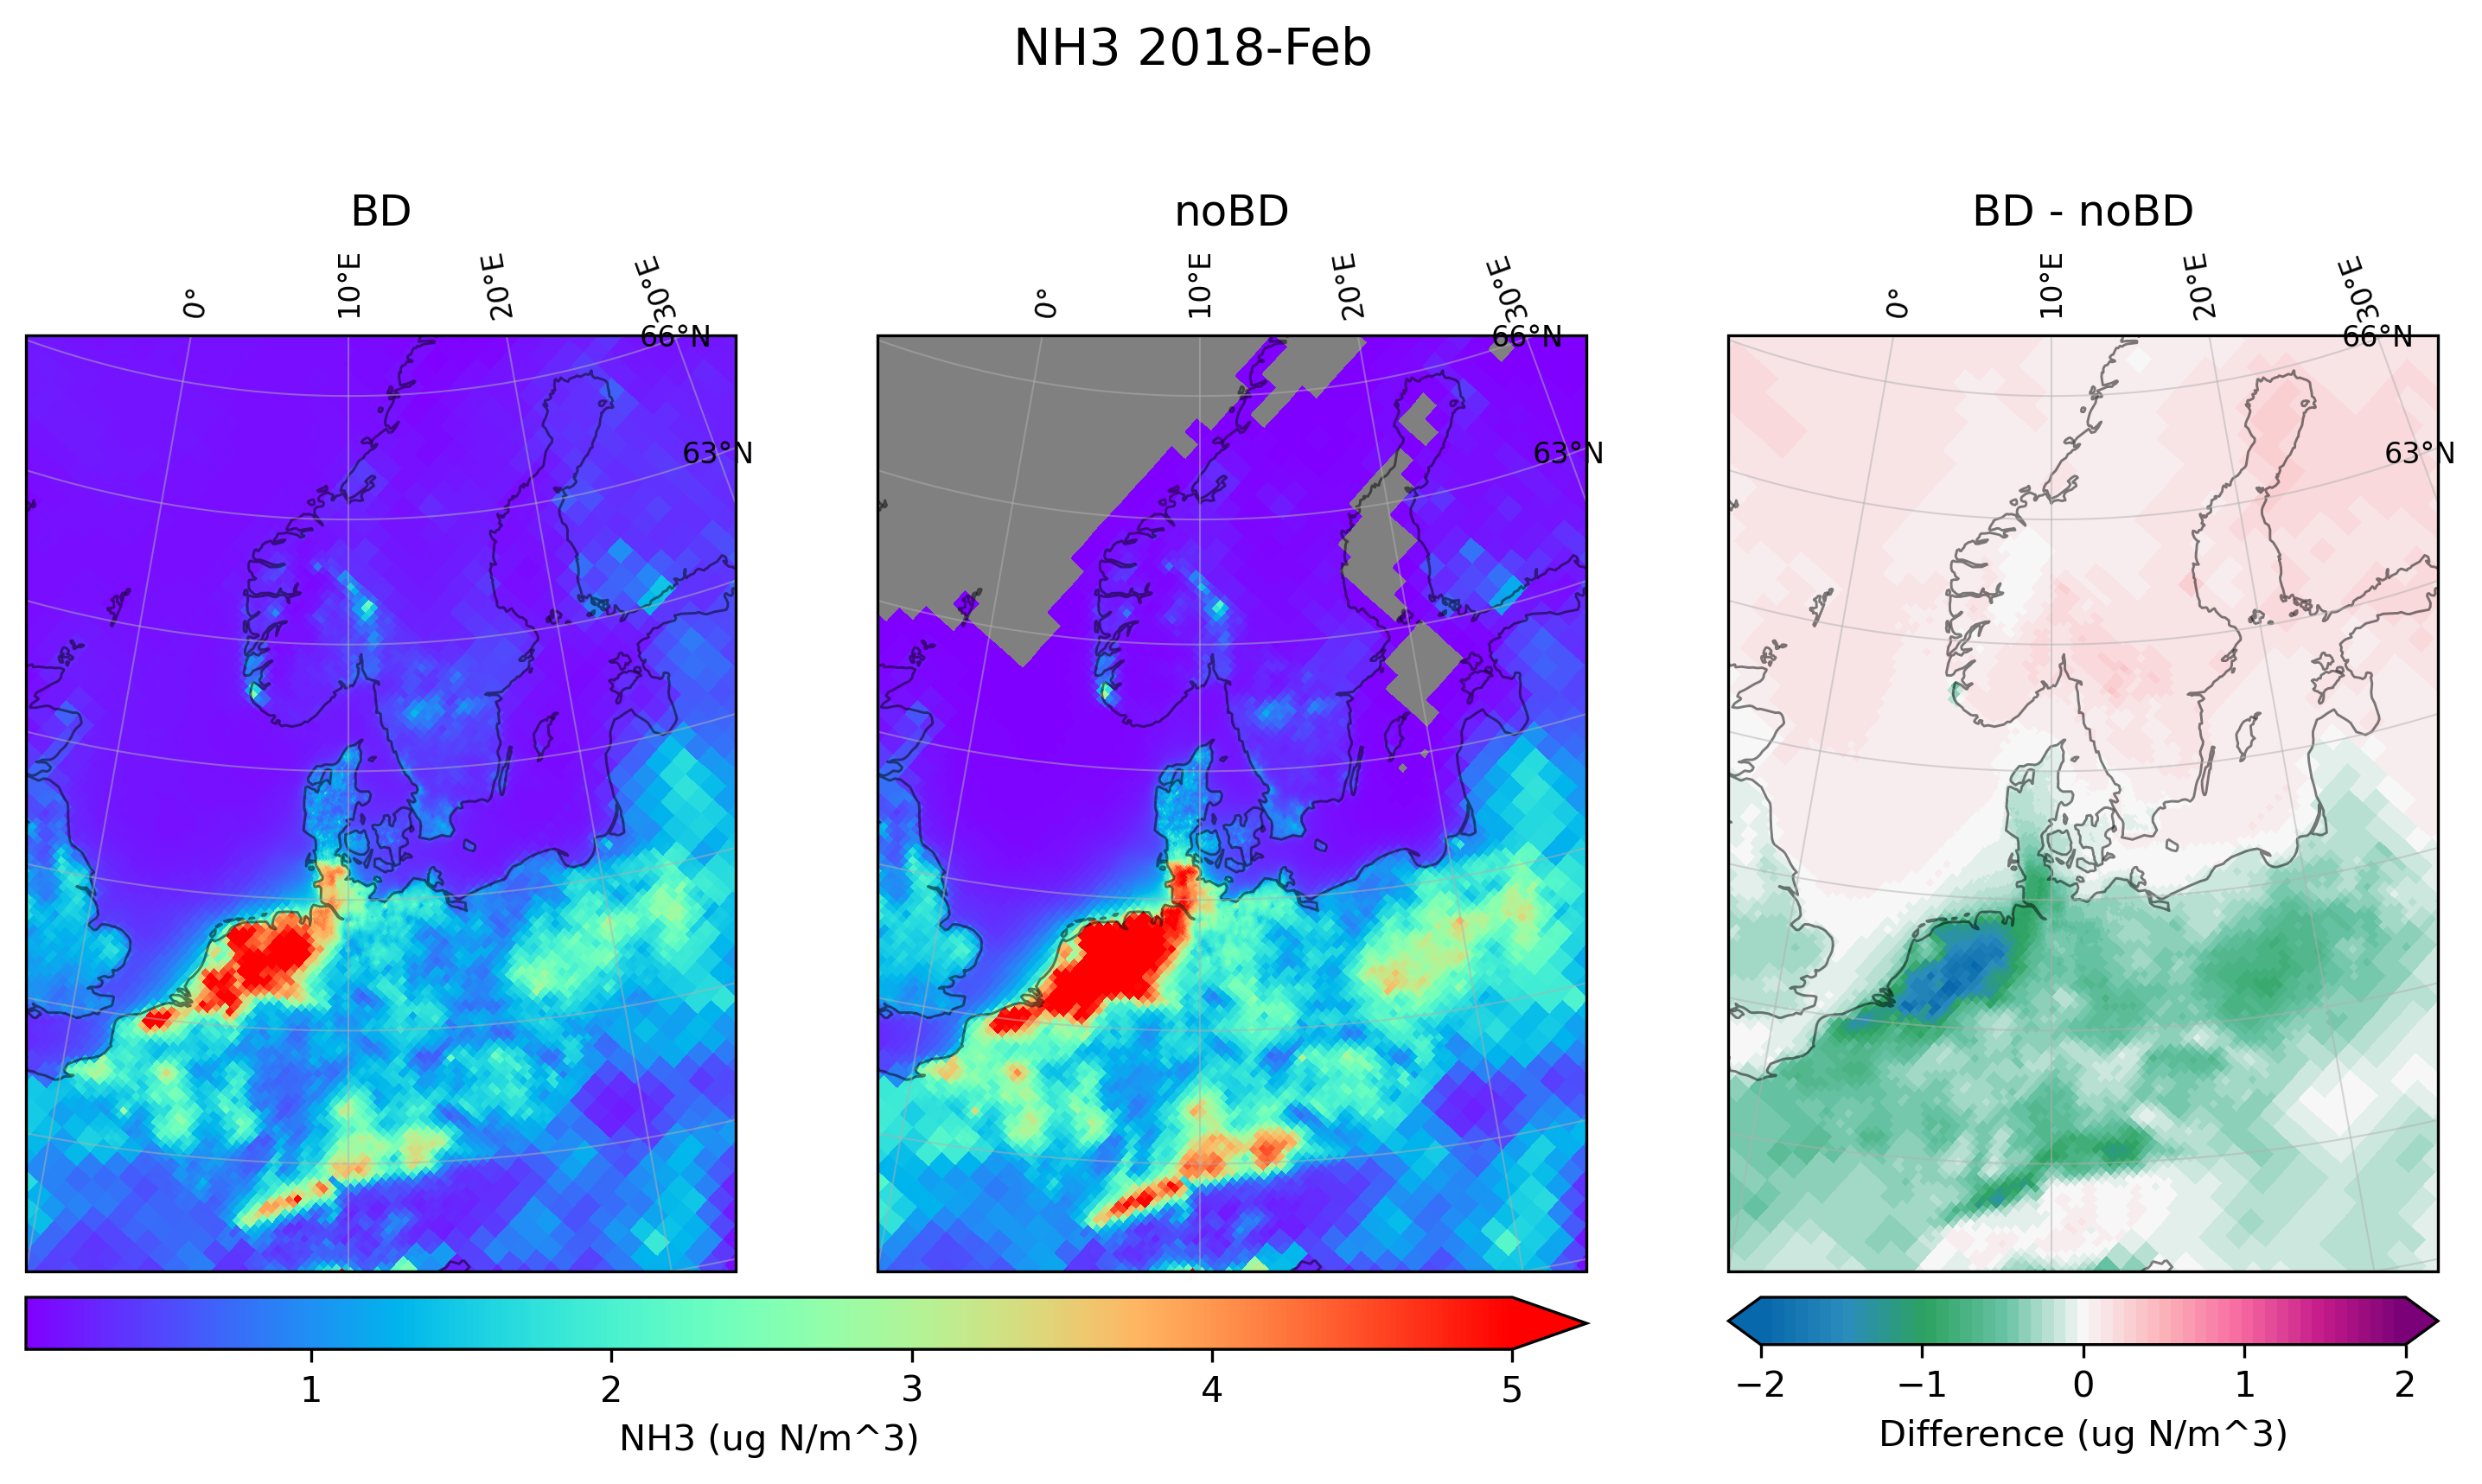 NH3 2018-Feb
BD
noBD
BD - noBD
0° 10°E 20°E 30°E
0° 10°E 20°E 30°E
0° 10°E 20°E 30°E
66°N 66°N 66°N
63°N 63°N 63°N
1 2 3 4 5
NH3 (ug N/m^3)
−2 −1 0 1 2
Difference (ug N/m^3)